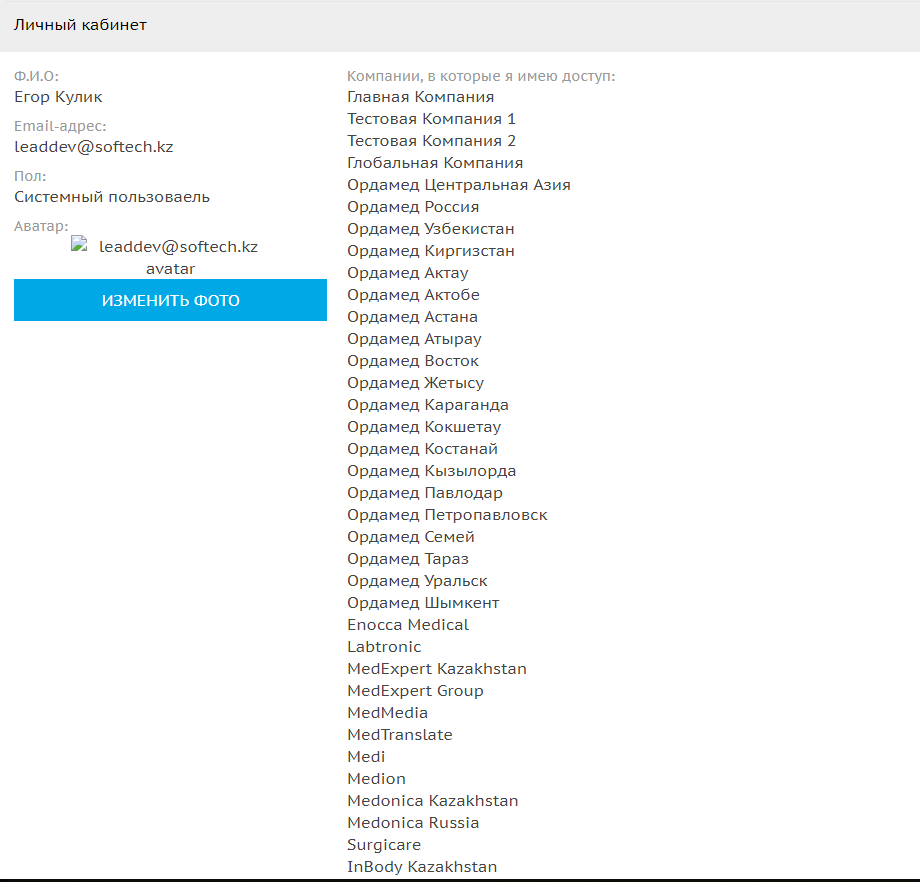 Личный кабинет
Ф.И.О:
Егор Кулик
Email-адрес:
leaddev@softech.kz
Пол:
Системный пользоваель
Аватар:
leaddev@softech.kz
avatar
ИЗМЕНИТЬ ФОТО
Компании, в которые я имею доступ:
Главная Компания
Тестовая Компания 1
Тестовая Компания 2
Глобальная Компания
Ордамед Центральная Азия
Ордамед Россия
Ордамед Узбекистан
Ордамед Киргизстан
Ордамед Актау
Ордамед Актобе
Ордамед Астана
Ордамед Атырау
Ордамед Восток
Ордамед Жетысу
Ордамед Караганда
Ордамед Кокшетау
Ордамед Костанай
Ордамед Кызылорда
Ордамед Павлодар
Ордамед Петропавловск
Ордамед Семей
Ордамед Тараз
Ордамед Уральск
Ордамед Шымкент
Enocca Medical
Labtronic
MedExpert Kazakhstan
MedExpert Group
MedMedia
MedTranslate
Medi
Medion
Medonica Kazakhstan
Medonica Russia
Surgicare
InBody Kazakhstan